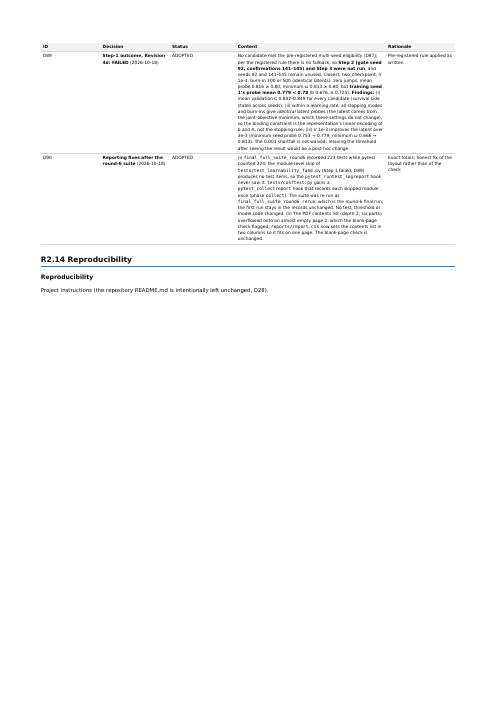 ID Decision Status Content Rationale
D89 Step-1 outcome, Revision 4d: FAILED (2026-10-18) ADOPTED
No candidate met the pre-registered multi-seed eligibility (D87);
per the registered rule there is no fallback, so Step 2 (gate seed
92, confirmations 141–145) and Step 3 were not run, and
seeds 92 and 141–145 remain unused. Closest: two_checkpoint, lr
1e-3, burn-in 300 or 500 (identical latents): zero jumps, mean
probe 0.816 ≥ 0.80, minimum ω 0.813 ≥ 0.80, but training seed
1's probe mean 0.779 < 0.78
Findings: (i)
mean validation C 0.842–0.849 for every candidate (survival side
stable across seeds); (ii) within a learning rate, all stopping modes
and burn-ins give identical latent probes (the latent comes from
the joint-objective minimum, which these settings do not change),
so the binding constraint is the representation's linear encoding of
b and A, not the stopping rule; (iii) lr 1e-3 improves the latent over
3e-3 (minimum seed probe 0.753 → 0.779; minimum ω 0.666 →
0.813). The 0.001 shortfall is not waived: relaxing the threshold
after seeing the result would be a post-hoc change.
Pre-registered rule applied as
written
D90 Reporting fixes after the round-6 suite (2026-10-18) ADOPTED
(i) final_full_suite_round6 recorded 223 tests while pytest
counted 224: the module-level skip of
tests/test_learnability_fadd.py (Step 3 failed, D89)
produces no test items, so the pytest_runtest_logreport hook
never saw it. tests/conftest.py gains a
pytest_collectreport hook that records each skipped module
once (phase collect). The suite was re-run as
final_full_suite_round6_rerun, which is the round-6 final run;
the first run stays in the records unchanged. No test, threshold or
model code changed. (ii) The PDF contents list (depth 3, six parts)
overflowed onto an almost empty page 2, which the blank-page
check flagged; reports/report.css now sets the contents list in
two columns so it fits on one page. The blank-page check is
unchanged.
Exact totals; honest fix of the
layout rather than of the
check
R2.14 Reproducibility
Reproducibility
Project instructions (the repository README.md is intentionally left unchanged, D28).